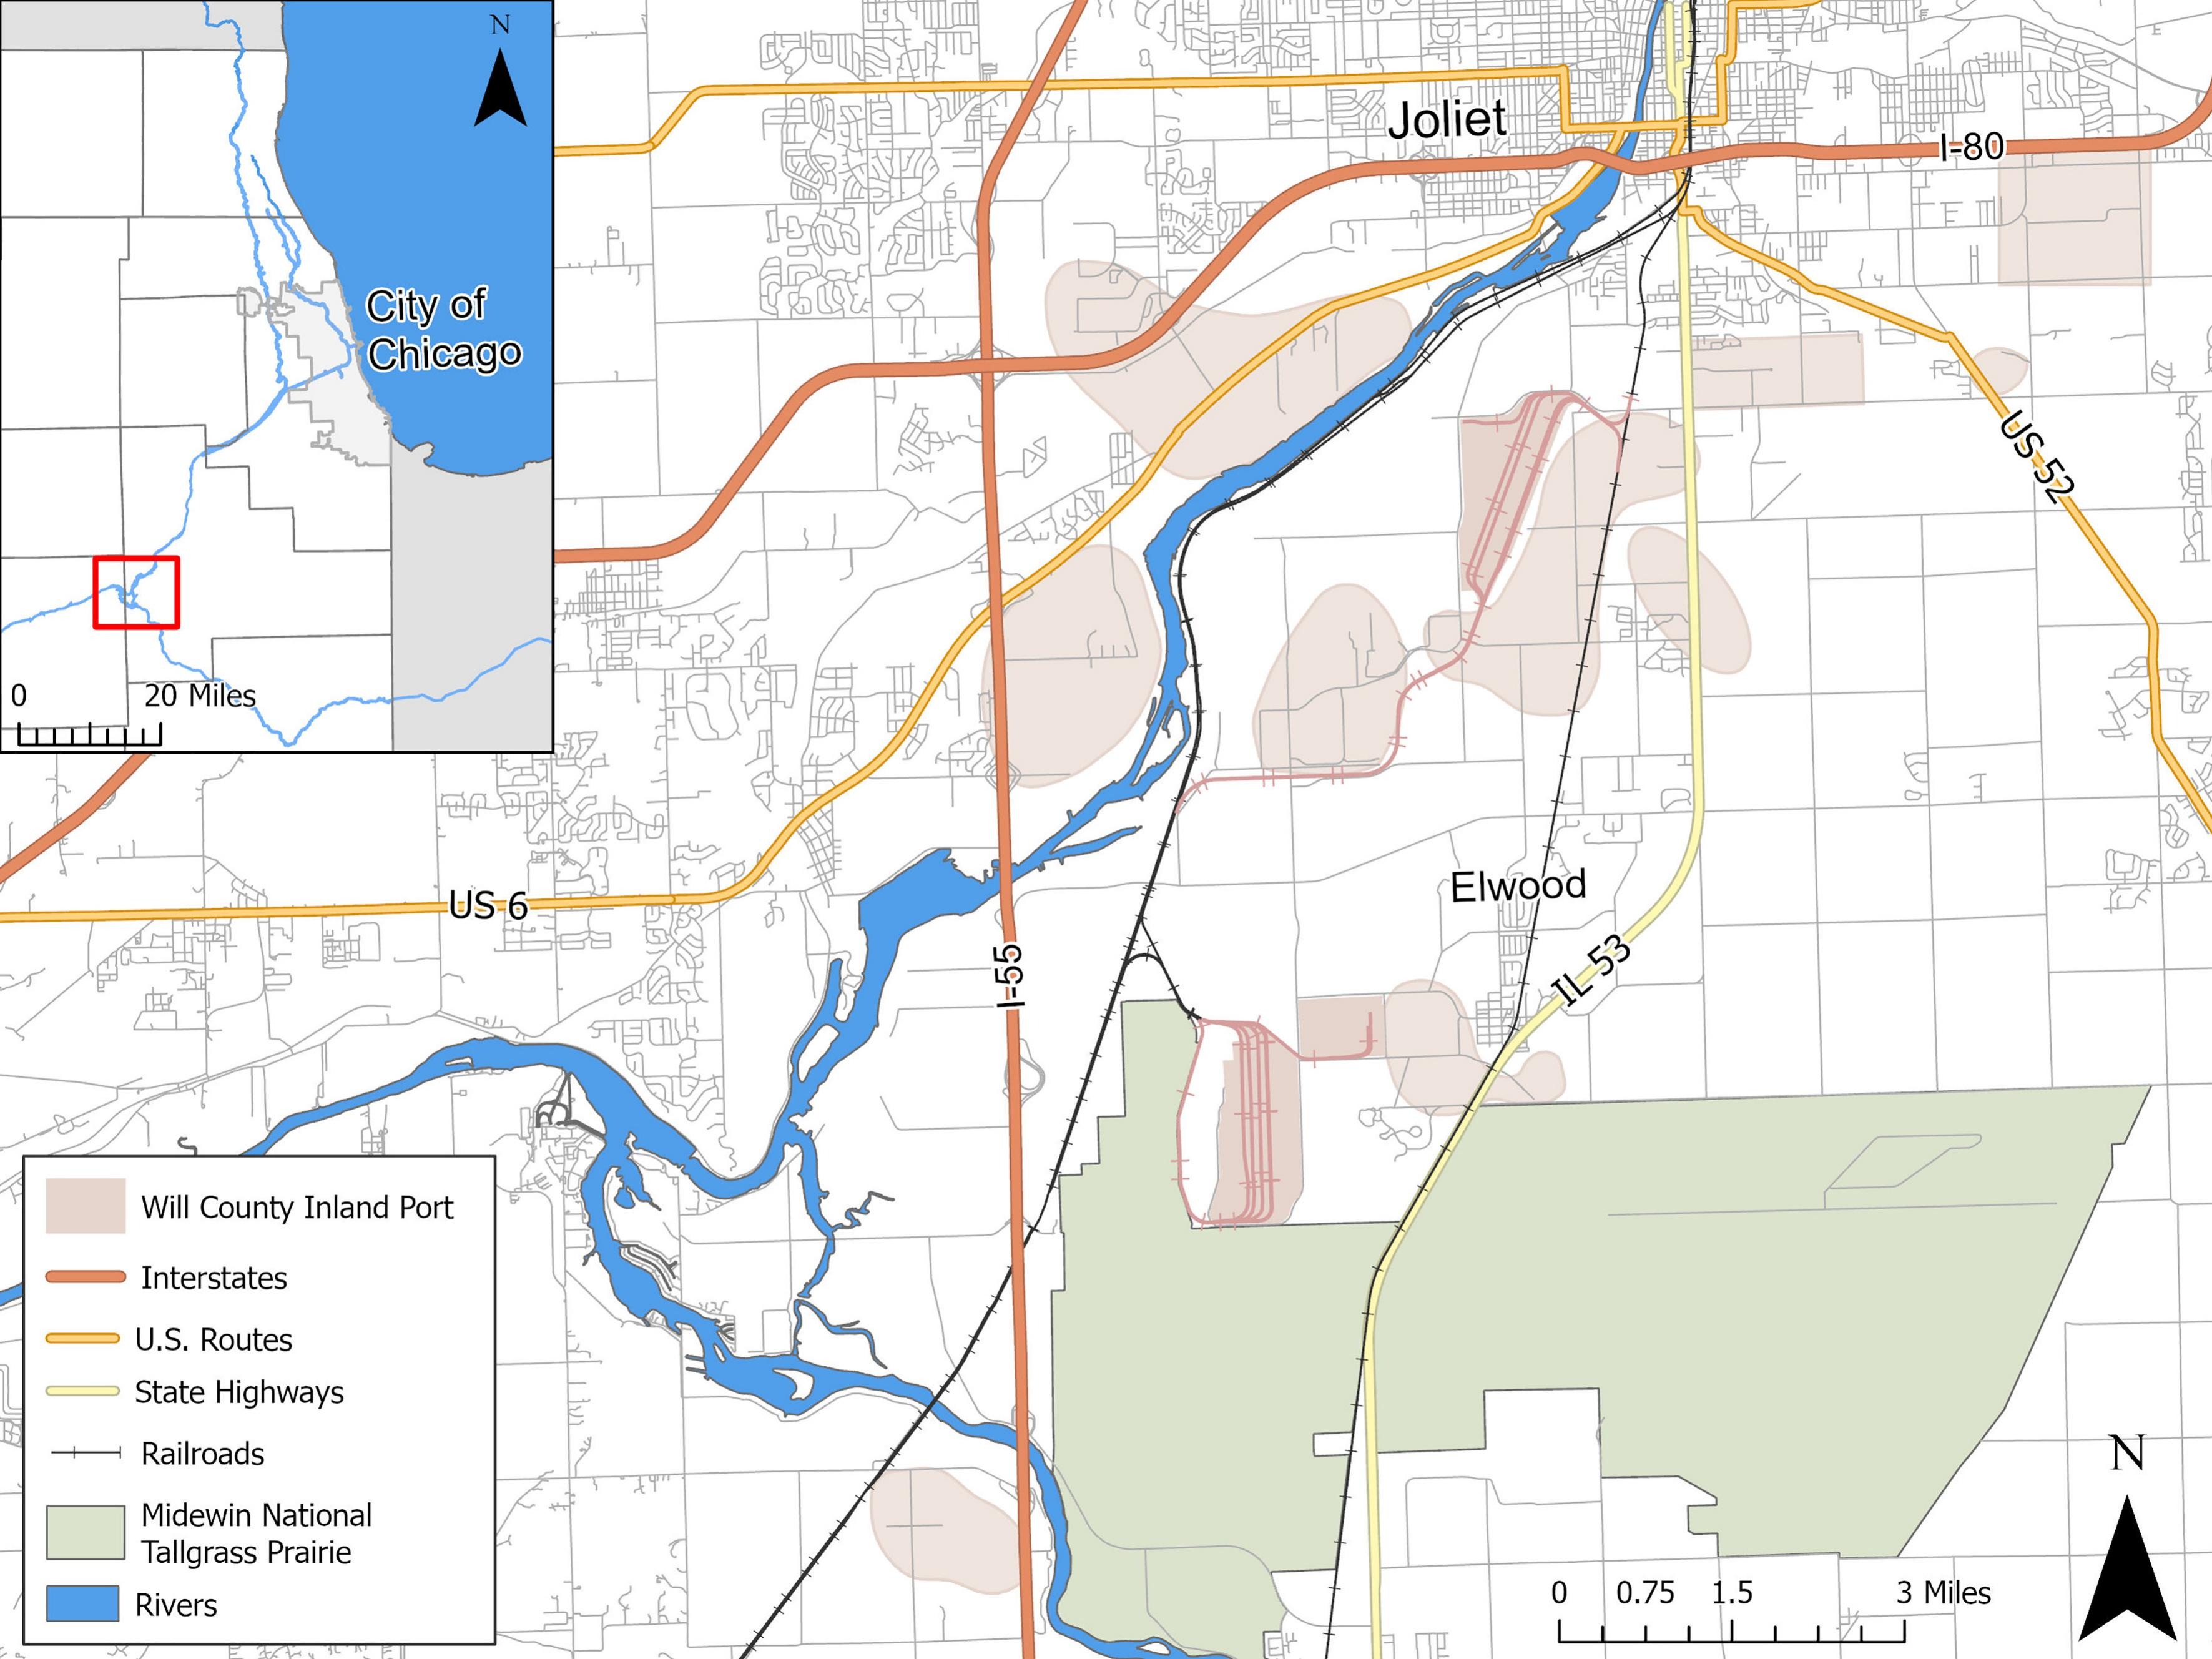 N
City of
Chicago
0 20 Miles
Joliet
I-80
US 52
US 6
Elwood
I-55
IL 53
Will County Inland Port
Interstates
U.S. Routes
State Highways
Railroads
Midewin National
Tallgrass Prairie
Rivers
N
0 0.75 1.5 3 Miles